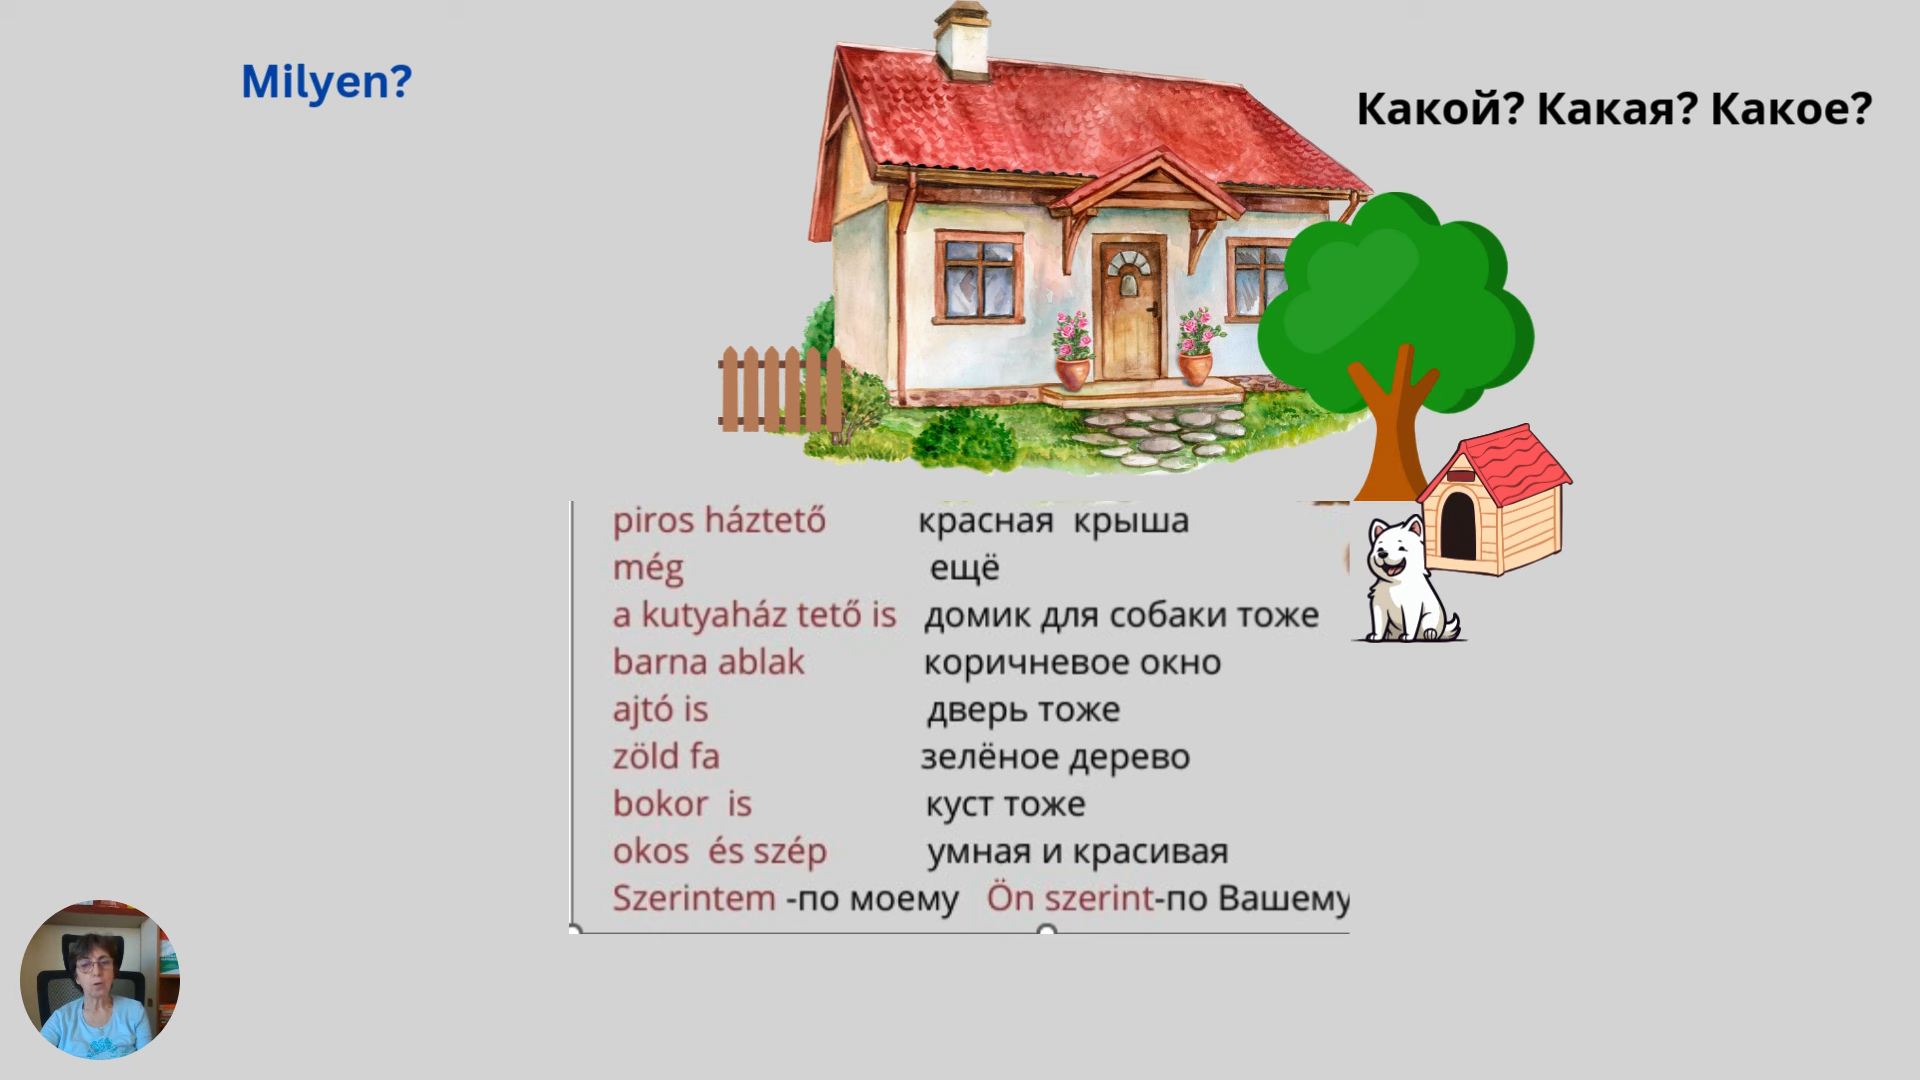 Milyen?
Какой? Какая? Какое?
piros háztető красная крыша
még ещё
a kutyaház tető is домик для собаки тоже
barna ablak коричневое окно
ajtó is дверь тоже
zöld fa зелёное дерево
bokor is куст тоже
okos és szép умная и красивая
Szerintem -по моему Ön szerint-по Вашему